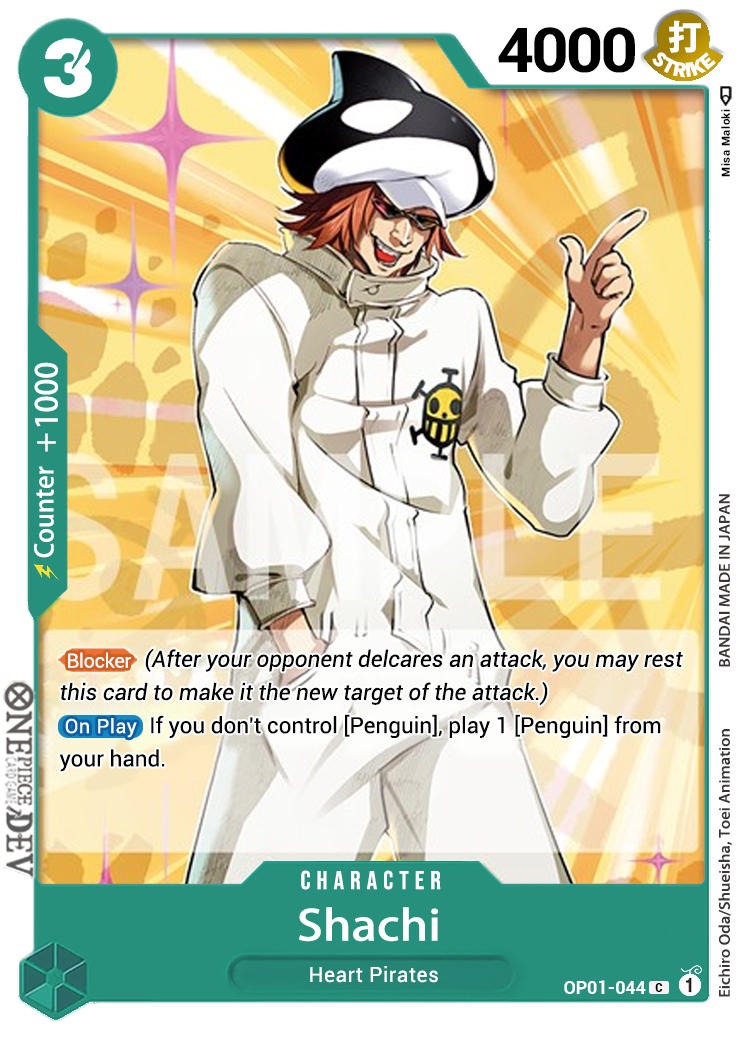 3
4000
打
STRIKE
Misa Maloki
Counter +1000
SAMPLE
Blocker (After your opponent delcares an attack, you may rest
this card to make it the new target of the attack.)
On Play If you don't control [Penguin], play 1 [Penguin] from
your hand.
ONE PIECE
CARD GAME
/DEV
BANDAI MADE IN JAPAN
Eichiro Oda/Shueisha, Toei Animation
CHARACTER
Shachi
Heart Pirates
OP01-044 C 1